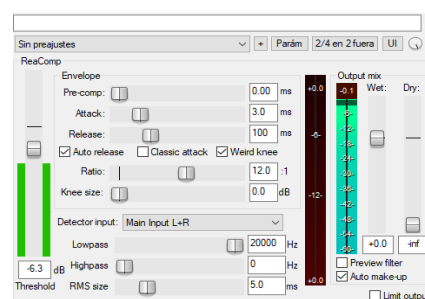 Sin preajustes + Parám 2/4 en 2 fuera UI
ReaComp
Envelope
Pre-comp: 0.00 ms
Attack: 3.0 ms
Release: 100 ms
Auto release Classic attack Weird knee
Ratio: 12.0 :1
Knee size: 0.0 dB
Detector input: Main Input L+R
Lowpass 20000 Hz
Highpass 0 Hz
RMS size 5.0 ms
-6.3 dB
Threshold
+0.0
-6-
-12-
+0.0
Output mix
-0.1 Wet: Dry:
-6-
-12-
-18-
-24-
-30-
-36-
-42-
-54-
-60-
+0.0 -inf
Preview filter
Auto make-up
Limit outpu